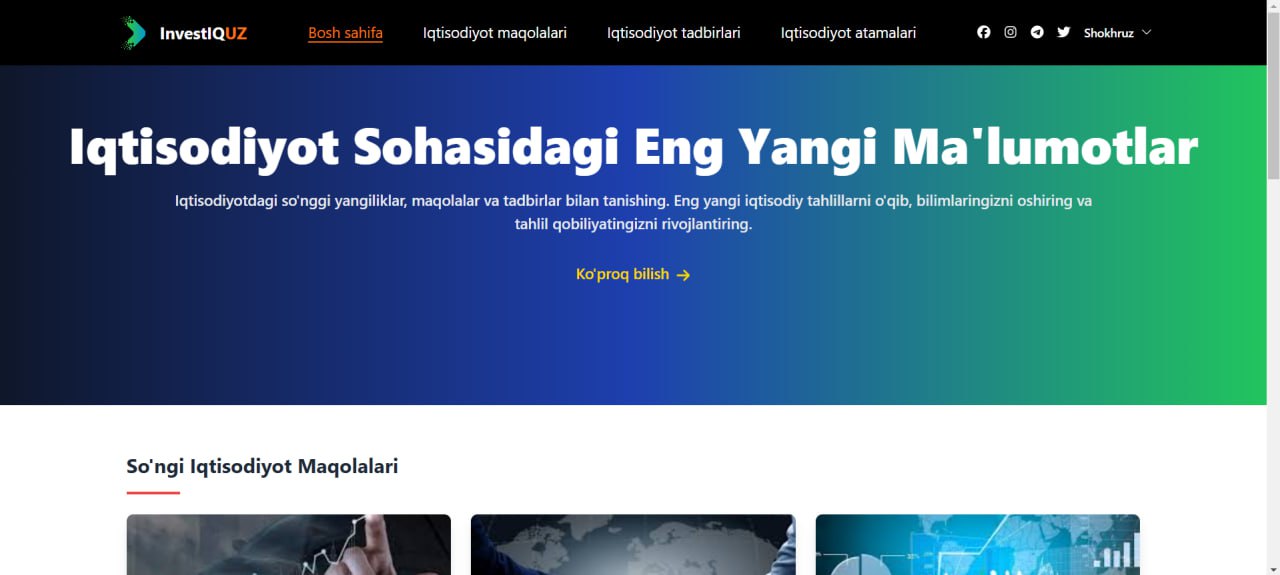 InvestIQUZ
Bosh sahifa
Iqtisodiyot maqolalari
Iqtisodiyot tadbirlari
Iqtisodiyot atamalari
Shokhruz
Iqtisodiyot Sohasidagi Eng Yangi Ma'lumotlar
Iqtisodiyotdagi so'nggi yangiliklar, maqolalar va tadbirlar bilan tanishing. Eng yangi iqtisodiy tahlillarni o'qib, bilimlaringizni oshiring va
tahlil qobiliyatingizni rivojlantiring.
Ko'proq bilish →
So'ngi Iqtisodiyot Maqolalari